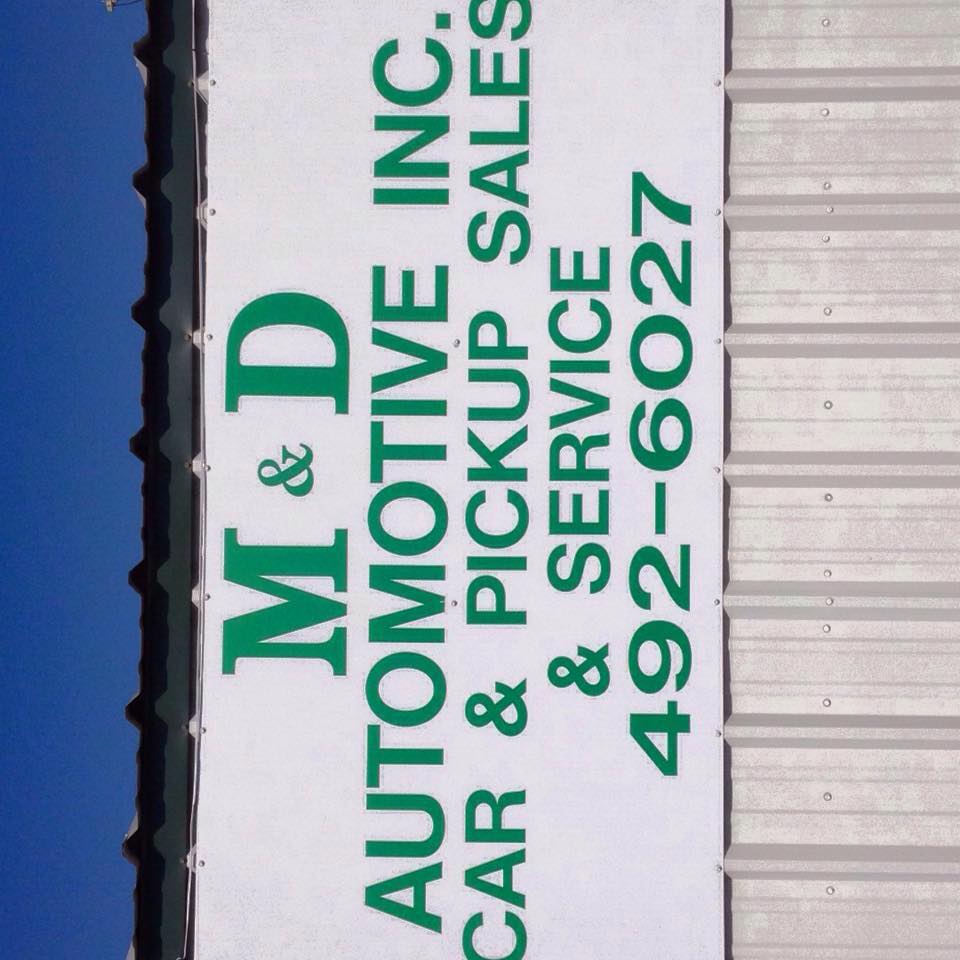 M & D
AUTOMOTIVE INC.
CAR & PICKUP SALES
& SERVICE
492-6027